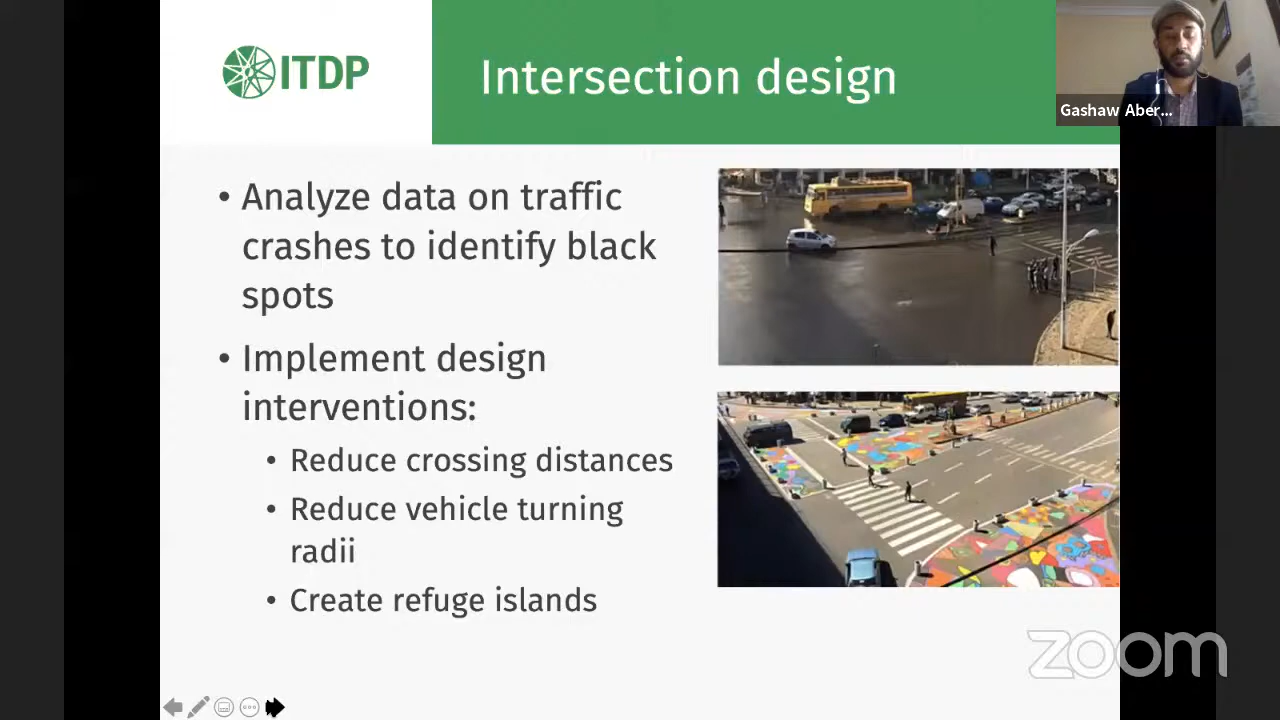 ITDP
Intersection design
Gashaw Aber...
• Analyze data on traffic
crashes to identify black
spots
• Implement design
interventions:
• Reduce crossing distances
• Reduce vehicle turning
radii
• Create refuge islands
zoom